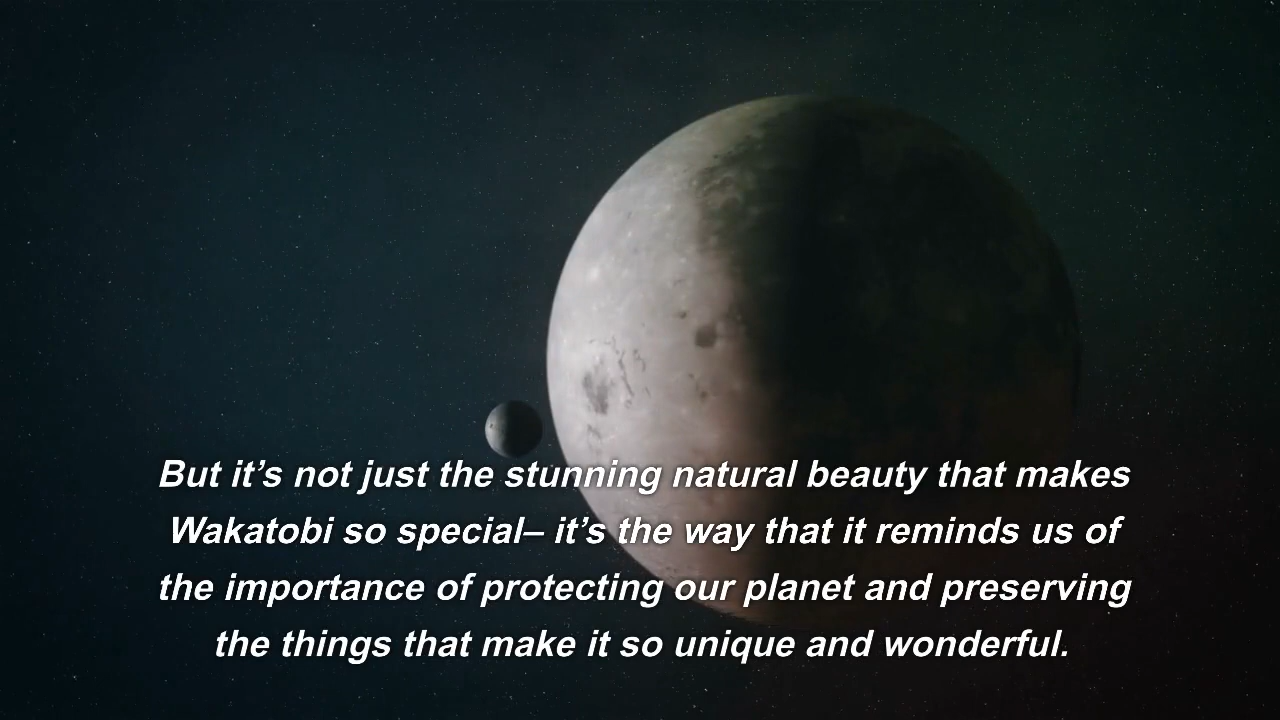 But it’s not just the stunning natural beauty that makes
Wakatobi so special– it’s the way that it reminds us of
the importance of protecting our planet and preserving
the things that make it so unique and wonderful.